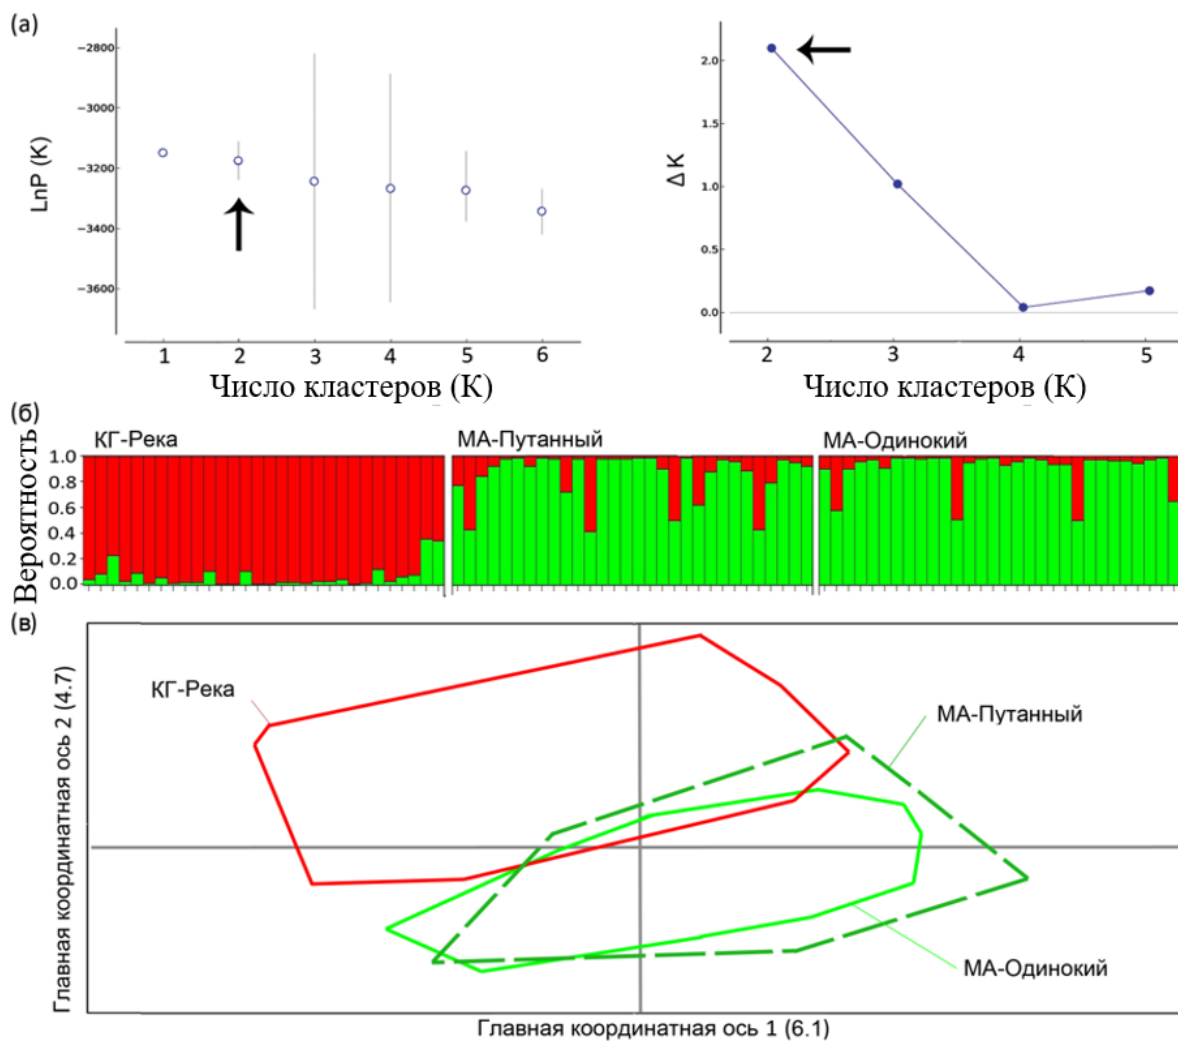 (а)
−2800
−3000
−3200
−3400
−3600
LnP (K)
1 2 3 4 5 6
Число кластеров (К)
2.0
1.5
1.0
0.5
0.0
Δ K
2 3 4 5
Число кластеров (К)
(б)
КГ-Река
МА-Путанный
МА-Одинокий
Вероятность
1.0
0.8
0.6
0.4
0.2
0.0
(в)
КГ-Река
МА-Путанный
МА-Одинокий
Главная координатная ось 2 (4.7)
Главная координатная ось 1 (6.1)